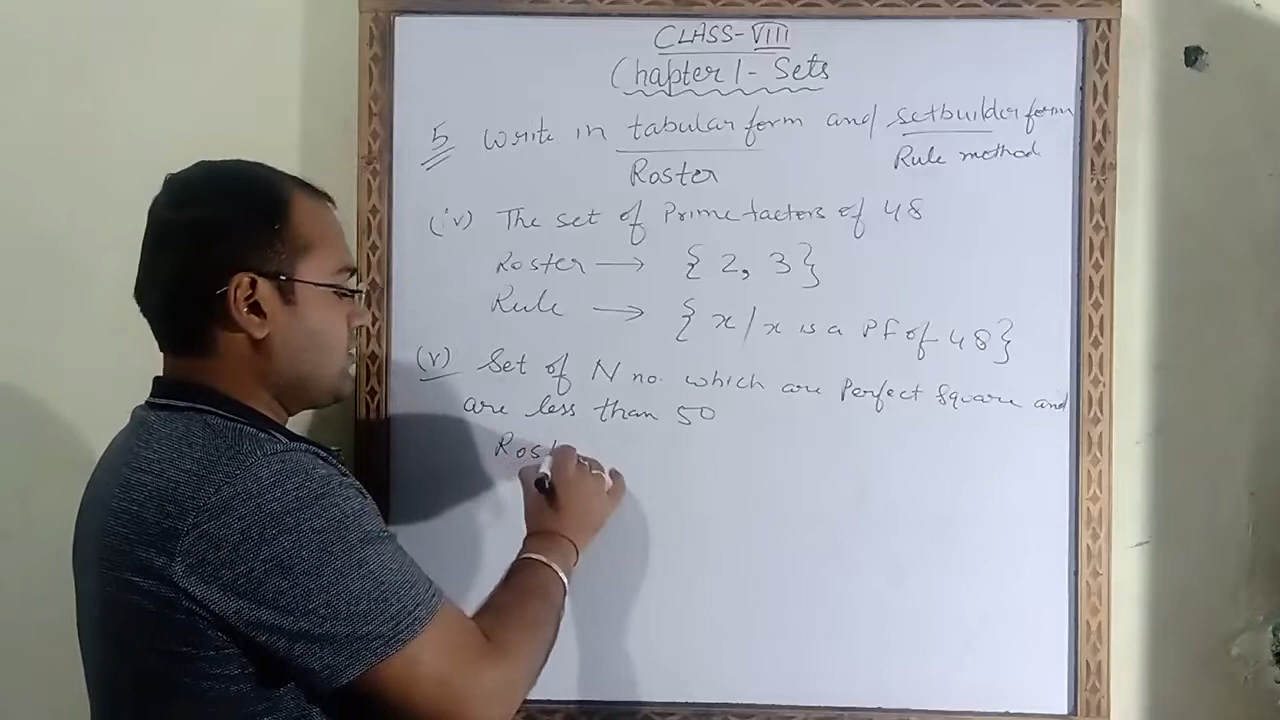 CLASS-VIII
Chapter 1- Sets
5 Write in tabular form and setbuilder form
Roster Rule method
(iv) The set of Prime factors of 48
Roster → { 2, 3 }
Rule → { x / x is a PF of 48 }
(v) Set of N no. which are Perfect Square and
are less than 50
Rost